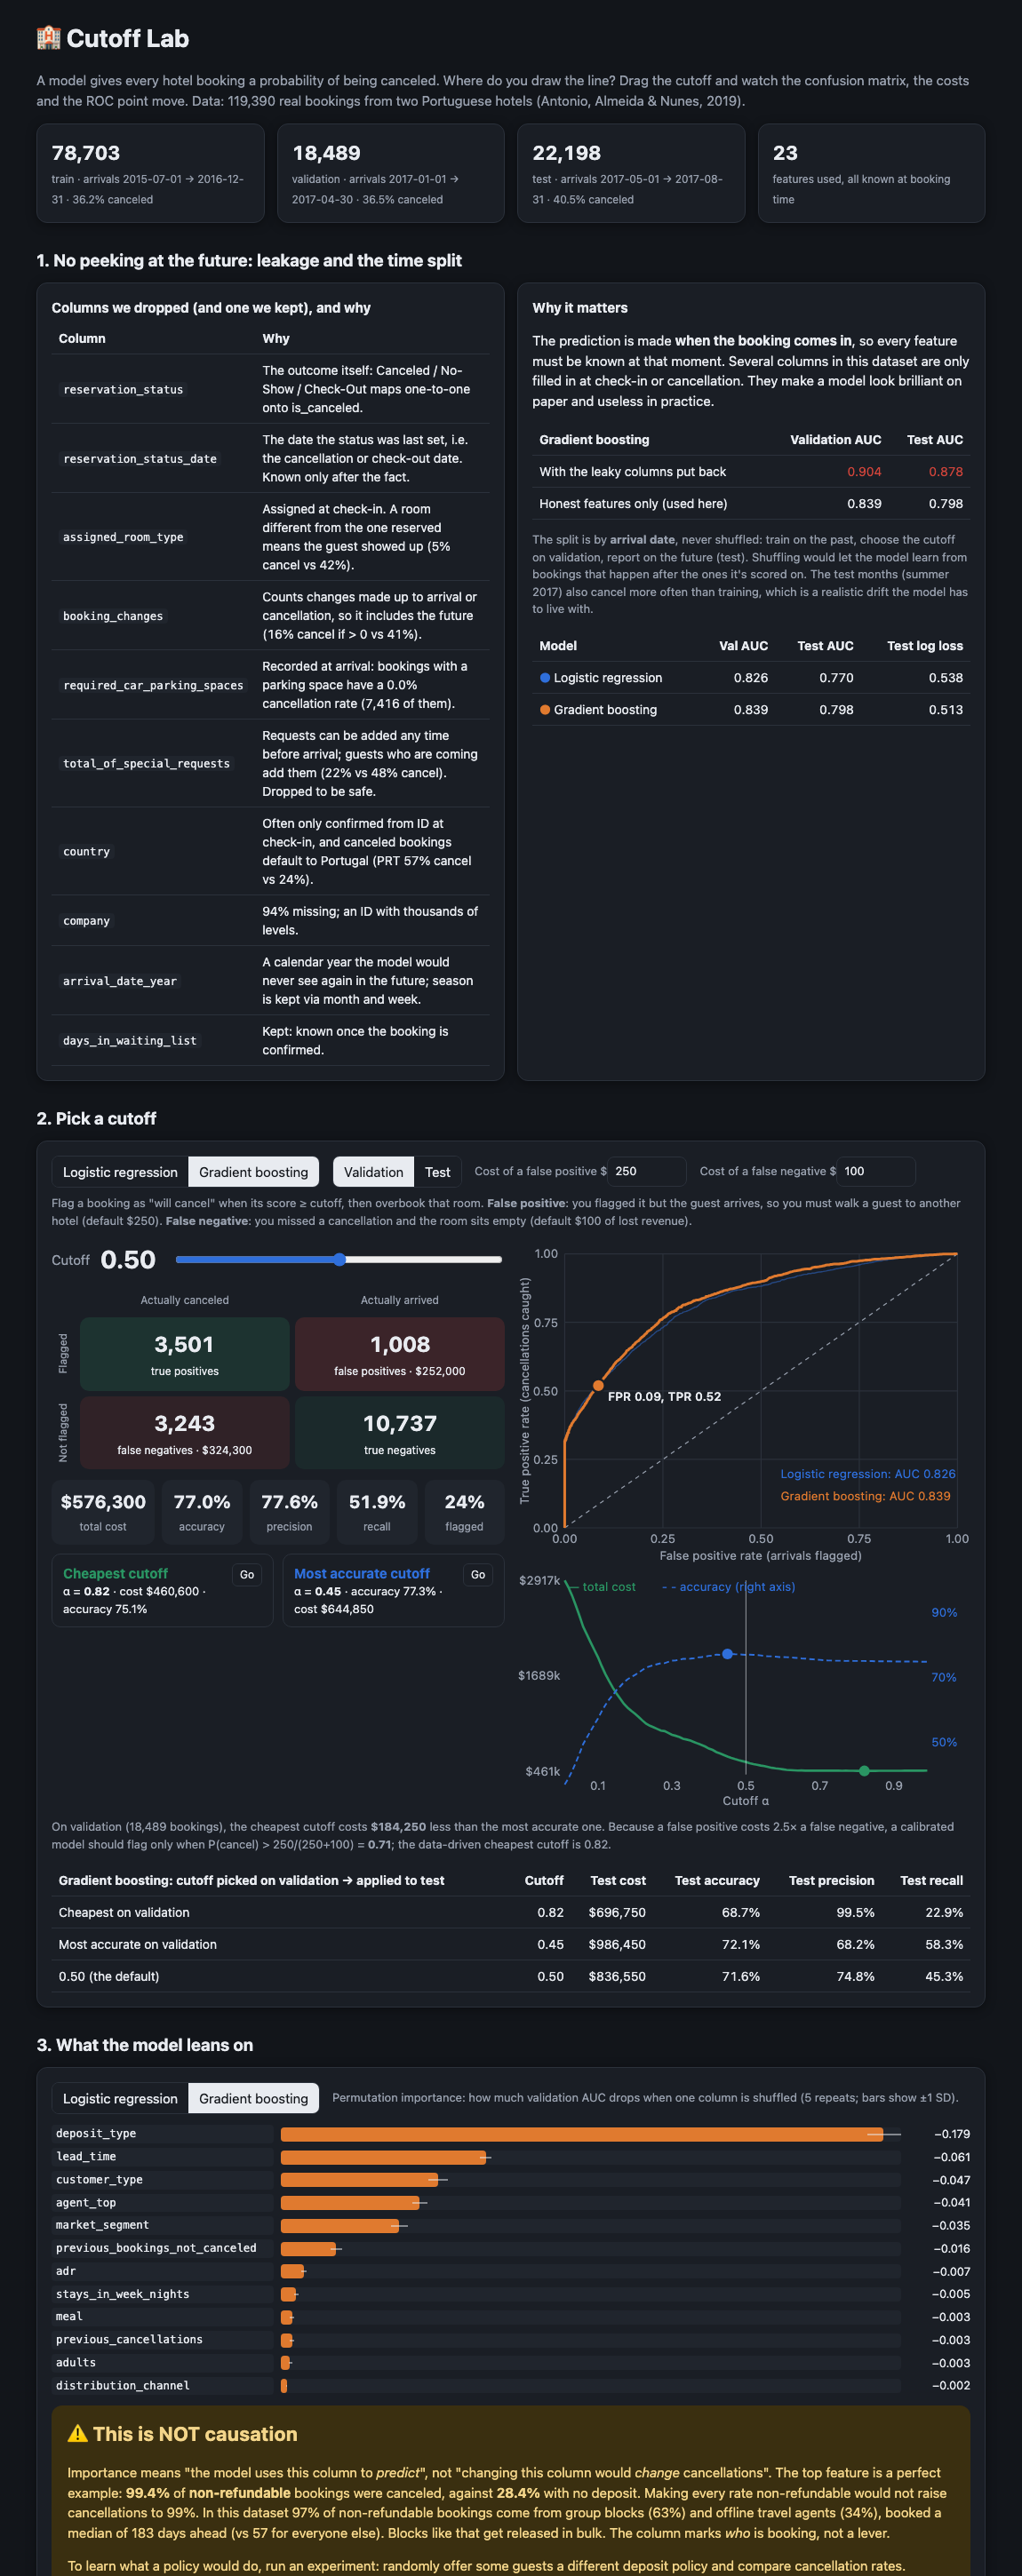 🏨 Cutoff Lab
A model gives every hotel booking a probability of being canceled. Where do you draw the line? Drag the cutoff and watch the confusion matrix, the costs
and the ROC point move. Data: 119,390 real bookings from two Portuguese hotels (Antonio, Almeida & Nunes, 2019).
78,703
train · arrivals 2015-07-01 → 2016-12-
31 · 36.2% canceled
18,489
validation · arrivals 2017-01-01 →
2017-04-30 · 36.5% canceled
22,198
test · arrivals 2017-05-01 → 2017-08-
31 · 40.5% canceled
23
features used, all known at booking
time
1. No peeking at the future: leakage and the time split
Columns we dropped (and one we kept), and why
Column Why
reservation_status
The outcome itself: Canceled / No-
Show / Check-Out maps one-to-one
onto is_canceled.
reservation_status_date
The date the status was last set, i.e.
the cancellation or check-out date.
Known only after the fact.
assigned_room_type
Assigned at check-in. A room
different from the one reserved
means the guest showed up (5%
cancel vs 42%).
booking_changes
Counts changes made up to arrival or
cancellation, so it includes the future
(16% cancel if > 0 vs 41%).
required_car_parking_spaces
Recorded at arrival: bookings with a
parking space have a 0.0%
cancellation rate (7,416 of them).
total_of_special_requests
Requests can be added any time
before arrival; guests who are coming
add them (22% vs 48% cancel).
Dropped to be safe.
country
Often only confirmed from ID at
check-in, and canceled bookings
default to Portugal (PRT 57% cancel
vs 24%).
company
94% missing; an ID with thousands of
levels.
arrival_date_year
A calendar year the model would
never see again in the future; season
is kept via month and week.
days_in_waiting_list
Kept: known once the booking is
confirmed.
Why it matters
The prediction is made when the booking comes in, so every feature
must be known at that moment. Several columns in this dataset are only
filled in at check-in or cancellation. They make a model look brilliant on
paper and useless in practice.
Gradient boosting Validation AUC Test AUC
With the leaky columns put back 0.904 0.878
Honest features only (used here) 0.839 0.798
The split is by arrival date, never shuffled: train on the past, choose the cutoff
on validation, report on the future (test). Shuffling would let the model learn from
bookings that happen after the ones it's scored on. The test months (summer
2017) also cancel more often than training, which is a realistic drift the model has
to live with.
Model Val AUC Test AUC Test log loss
Logistic regression 0.826 0.770 0.538
Gradient boosting 0.839 0.798 0.513
2. Pick a cutoff
Logistic regression Gradient boosting Validation Test Cost of a false positive $ 250 Cost of a false negative $ 100
Flag a booking as "will cancel" when its score ≥ cutoff, then overbook that room. False positive: you flagged it but the guest arrives, so you must walk a guest to another
hotel (default $250). False negative: you missed a cancellation and the room sits empty (default $100 of lost revenue).
Cutoff 0.50
Actually canceled Actually arrived
Flagged
3,501
true positives
1,008
false positives · $252,000
Not flagged
3,243
false negatives · $324,300
10,737
true negatives
$576,300
total cost
77.0%
accuracy
77.6%
precision
51.9%
recall
24%
flagged
Cheapest cutoff Go
α = 0.82 · cost $460,600 ·
accuracy 75.1%
Most accurate cutoff Go
α = 0.45 · accuracy 77.3% ·
cost $644,850
True positive rate (cancellations caught)
1.00
0.75
0.50
0.25
0.00
FPR 0.09, TPR 0.52
Logistic regression: AUC 0.826
Gradient boosting: AUC 0.839
0.00 0.25 0.50 0.75 1.00
False positive rate (arrivals flagged)
$2917k
$1689k
$461k
— total cost - - accuracy (right axis)
90%
70%
50%
0.1 0.3 0.5 0.7 0.9
Cutoff α
On validation (18,489 bookings), the cheapest cutoff costs $184,250 less than the most accurate one. Because a false positive costs 2.5× a false negative, a calibrated
model should flag only when P(cancel) > 250/(250+100) = 0.71; the data-driven cheapest cutoff is 0.82.
Gradient boosting: cutoff picked on validation → applied to test Cutoff Test cost Test accuracy Test precision Test recall
Cheapest on validation 0.82 $696,750 68.7% 99.5% 22.9%
Most accurate on validation 0.45 $986,450 72.1% 68.2% 58.3%
0.50 (the default) 0.50 $836,550 71.6% 74.8% 45.3%
3. What the model leans on
Logistic regression Gradient boosting Permutation importance: how much validation AUC drops when one column is shuffled (5 repeats; bars show ±1 SD).
deposit_type −0.179
lead_time −0.061
customer_type −0.047
agent_top −0.041
market_segment −0.035
previous_bookings_not_canceled −0.016
adr −0.007
stays_in_week_nights −0.005
meal −0.003
previous_cancellations −0.003
adults −0.003
distribution_channel −0.002
⚠️ This is NOT causation
Importance means "the model uses this column to predict", not "changing this column would change cancellations". The top feature is a perfect
example: 99.4% of non-refundable bookings were canceled, against 28.4% with no deposit. Making every rate non-refundable would not raise
cancellations to 99%. In this dataset 97% of non-refundable bookings come from group blocks (63%) and offline travel agents (34%), booked a
median of 183 days ahead (vs 57 for everyone else). Blocks like that get released in bulk. The column marks who is booking, not a lever.
To learn what a policy would do, run an experiment: randomly offer some guests a different deposit policy and compare cancellation rates.